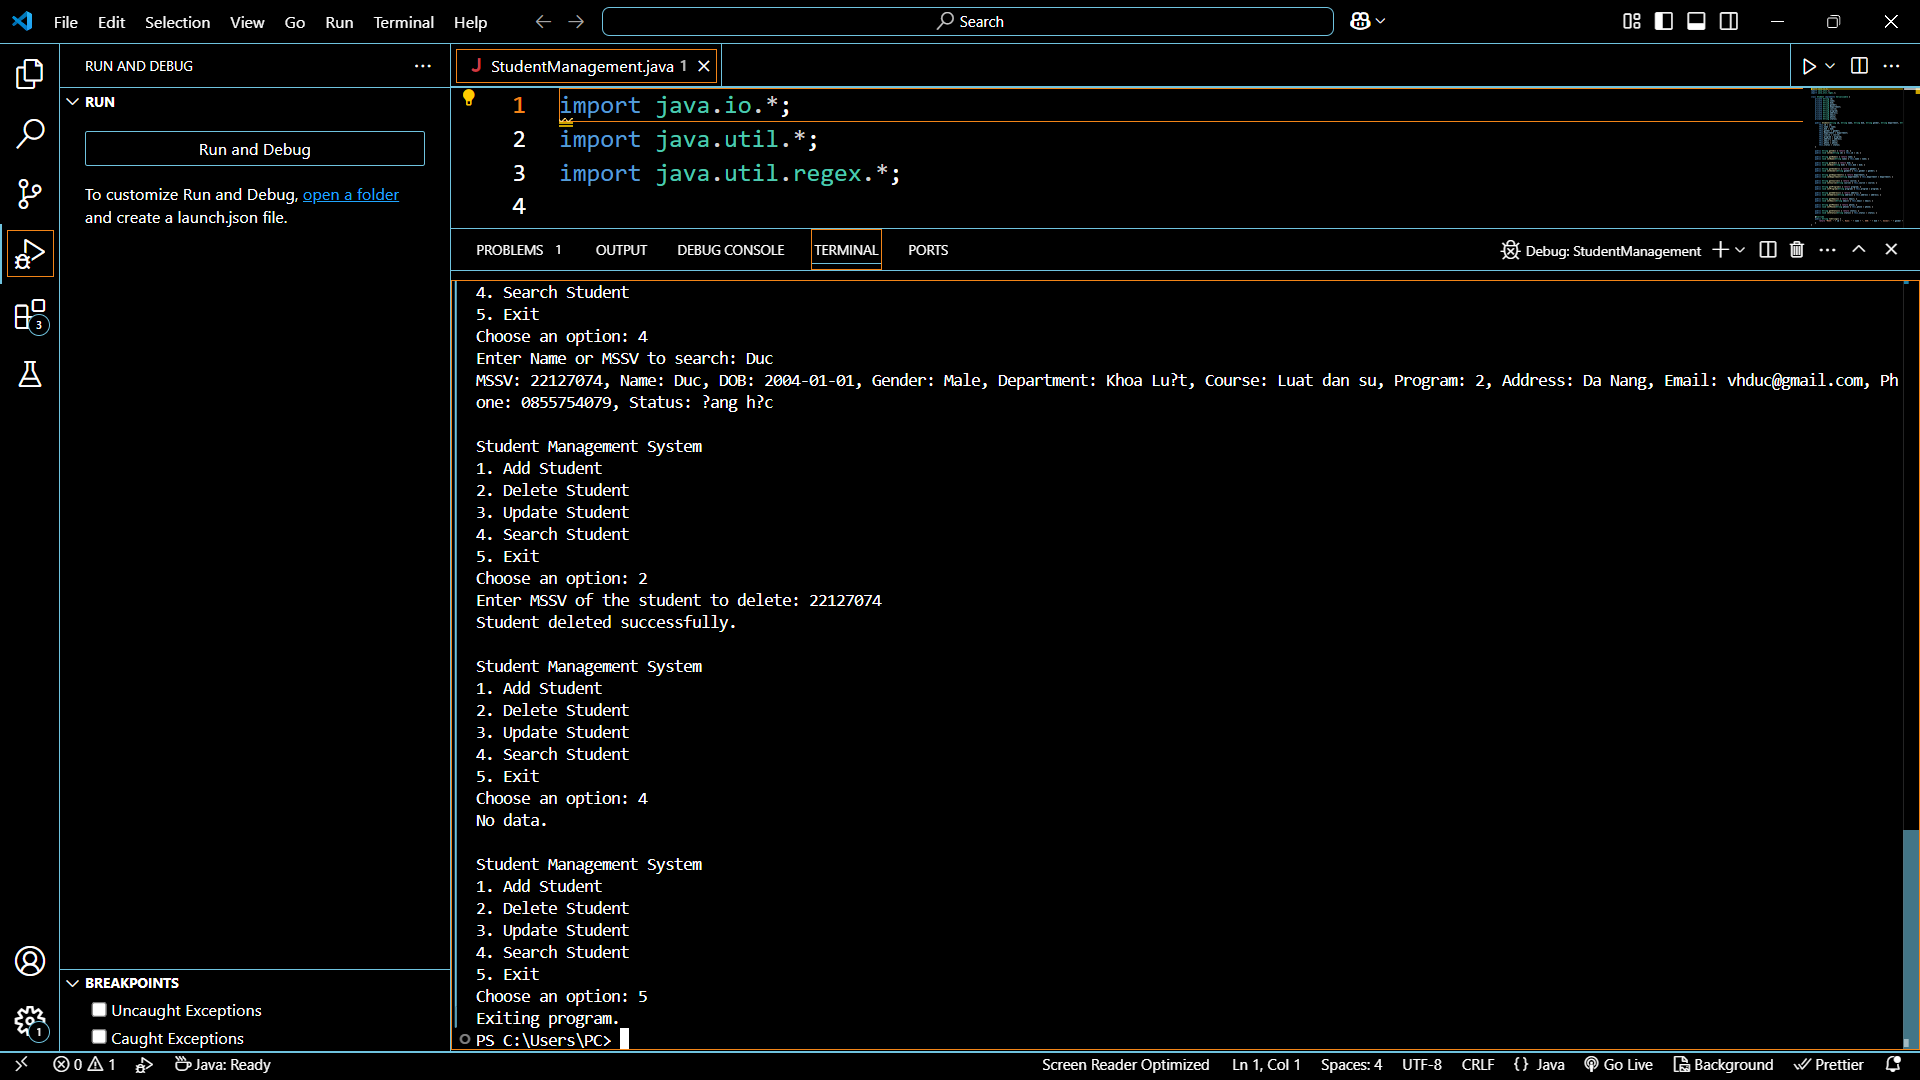 File Edit Selection View Go Run Terminal Help
Search
RUN AND DEBUG
RUN
Run and Debug
To customize Run and Debug, open a folder
and create a launch.json file.
3
BREAKPOINTS
Uncaught Exceptions
Caught Exceptions
1
J StudentManagement.java 1
1 import java.io.*;
2 import java.util.*;
3 import java.util.regex.*;
4
PROBLEMS 1 OUTPUT DEBUG CONSOLE TERMINAL PORTS
Debug: StudentManagement
4. Search Student
5. Exit
Choose an option: 4
Enter Name or MSSV to search: Duc
MSSV: 22127074, Name: Duc, DOB: 2004-01-01, Gender: Male, Department: Khoa Lu?t, Course: Luat dan su, Program: 2, Address: Da Nang, Email: vhduc@gmail.com, Ph
one: 0855754079, Status: ?ang h?c
Student Management System
1. Add Student
2. Delete Student
3. Update Student
4. Search Student
5. Exit
Choose an option: 2
Enter MSSV of the student to delete: 22127074
Student deleted successfully.
Student Management System
1. Add Student
2. Delete Student
3. Update Student
4. Search Student
5. Exit
Choose an option: 4
No data.
Student Management System
1. Add Student
2. Delete Student
3. Update Student
4. Search Student
5. Exit
Choose an option: 5
Exiting program.
PS C:\Users\PC>
0 1 Java: Ready Screen Reader Optimized Ln 1, Col 1 Spaces: 4 UTF-8 CRLF {} Java Go Live Background Prettier